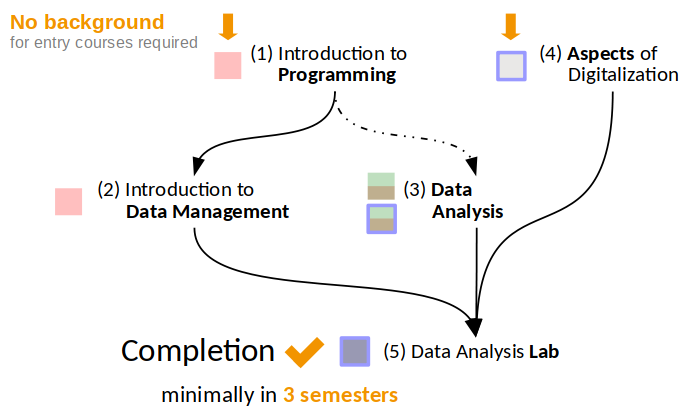 No background
for entry courses required
(1) Introduction to
Programming
(4) Aspects of
Digitalization
(2) Introduction to
Data Management
(3) Data
Analysis
Completion
(5) Data Analysis Lab
minimally in 3 semesters